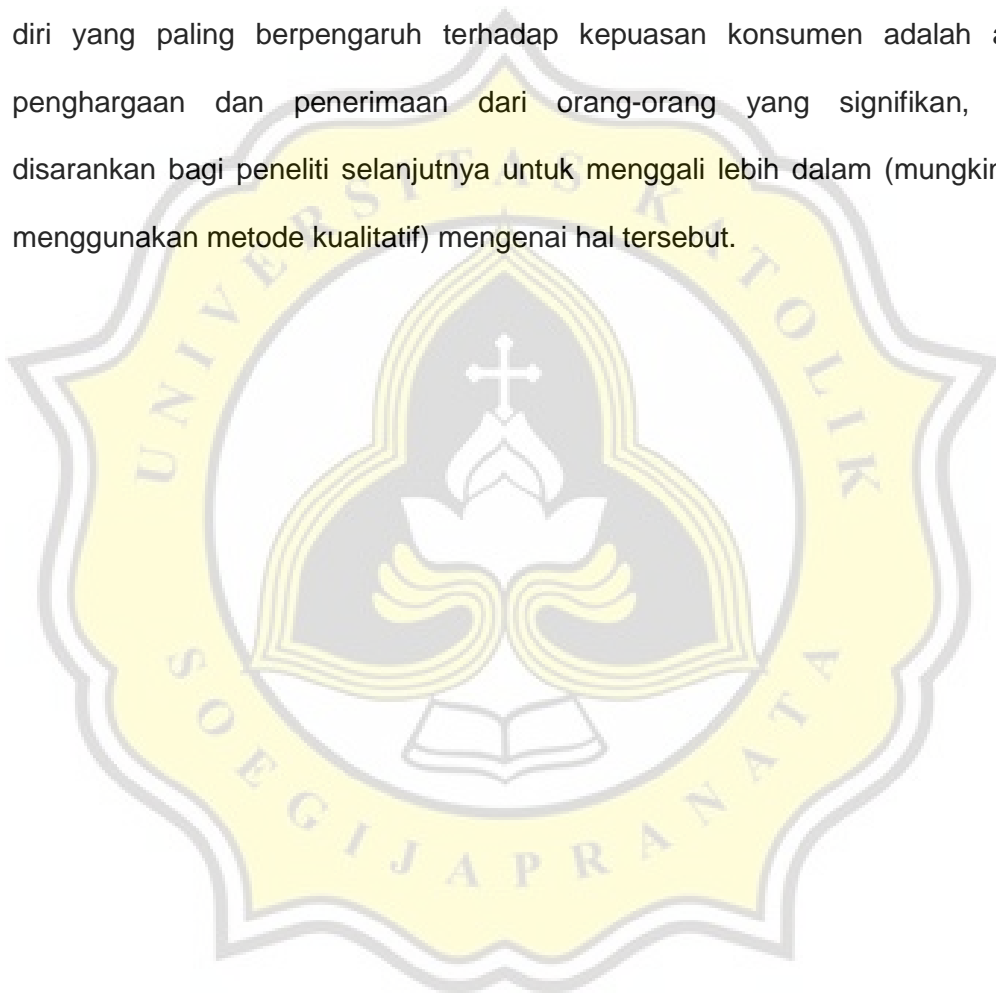 diri yang paling berpengaruh terhadap kepuasan konsumen adalah
penghargaan dan penerimaan dari orang-orang yang signifikan,
disarankan bagi peneliti selanjutnya untuk menggali lebih dalam (mungkin
menggunakan metode kualitatif) mengenai hal tersebut.
UNIVERSITAS KATOLIK
SOEGIJAPRANATA